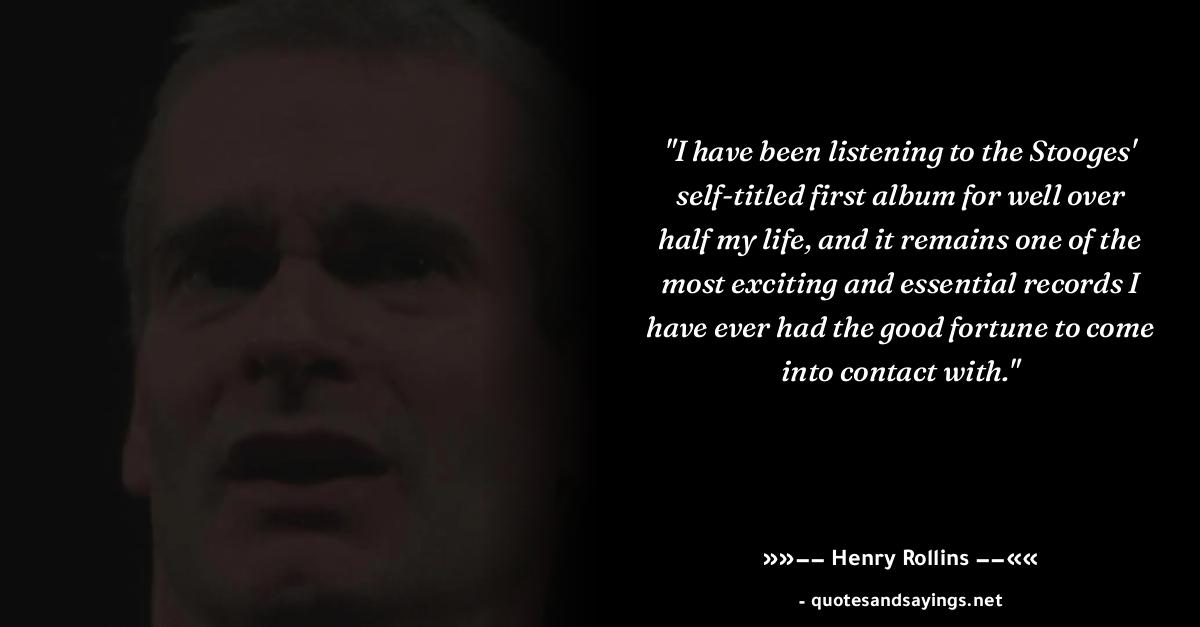 "I have been listening to the Stooges'
self-titled first album for well over
half my life, and it remains one of the
most exciting and essential records I
have ever had the good fortune to come
into contact with."
»»–– Henry Rollins ––««
- quotesandsayings.net